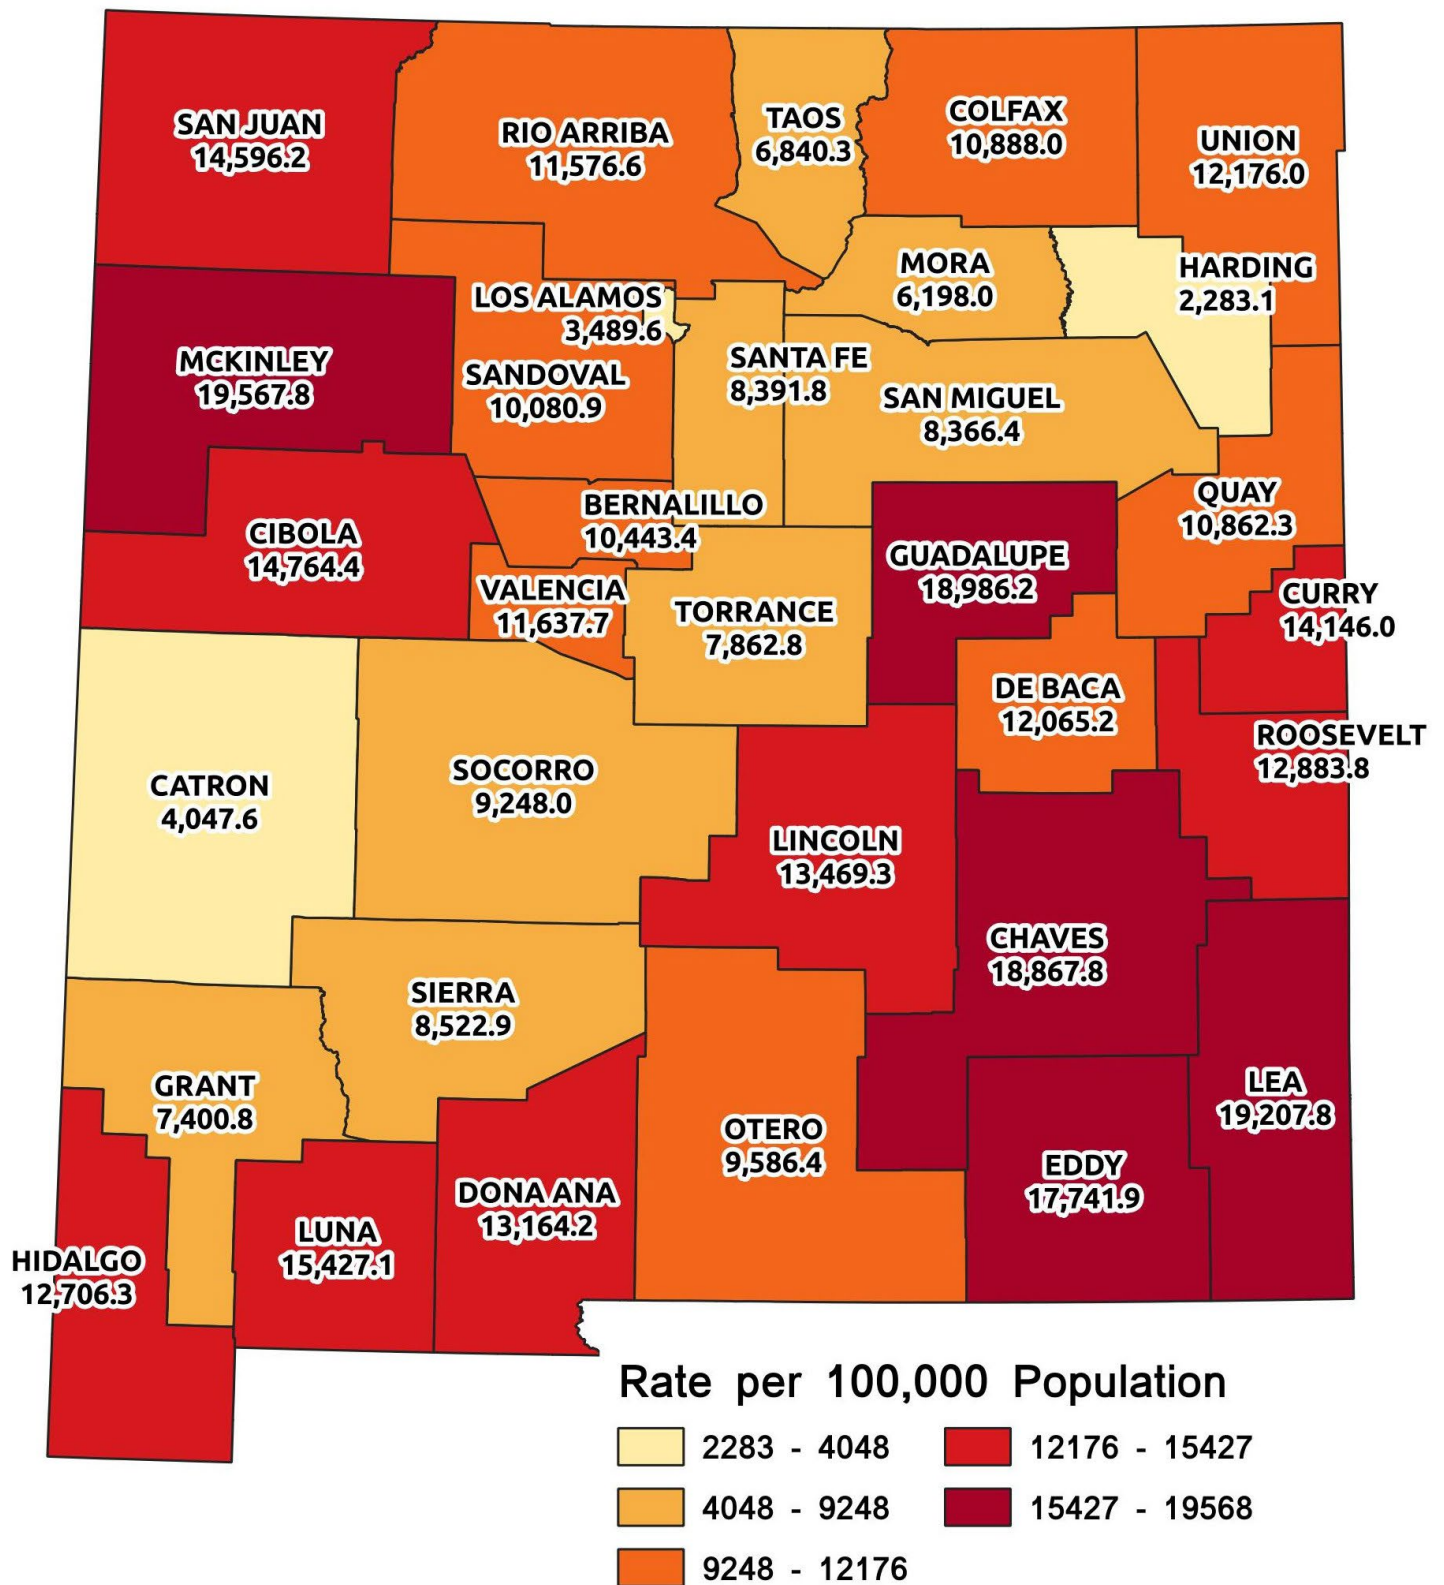 SAN JUAN
14,596.2
RIO ARRIBA
11,576.6
TAOS
6,840.3
COLFAX
10,888.0
UNION
12,176.0
MORA
6,198.0
HARDING
2,283.1
LOS ALAMOS
3,489.6
MCKINLEY
19,567.8
SANDOVAL
10,080.9
SANTA FE
8,391.8
SAN MIGUEL
8,366.4
CIBOLA
14,764.4
BERNALILLO
10,443.4
QUAY
10,862.3
GUADALUPE
18,986.2
VALENCIA
11,637.7
TORRANCE
7,862.8
CURRY
14,146.0
DE BACA
12,065.2
ROOSEVELT
12,883.8
CATRON
4,047.6
SOCORRO
9,248.0
LINCOLN
13,469.3
CHAVES
18,867.8
SIERRA
8,522.9
GRANT
7,400.8
LEA
19,207.8
OTERO
9,586.4
EDDY
17,741.9
DONA ANA
13,164.2
LUNA
15,427.1
HIDALGO
12,706.3
Rate per 100,000 Population
2283 - 4048
4048 - 9248
9248 - 12176
12176 - 15427
15427 - 19568